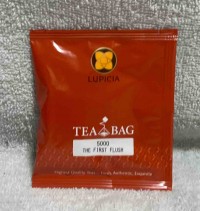 LUPICIA
TEA BAG
5000
THE FIRST FLUSH